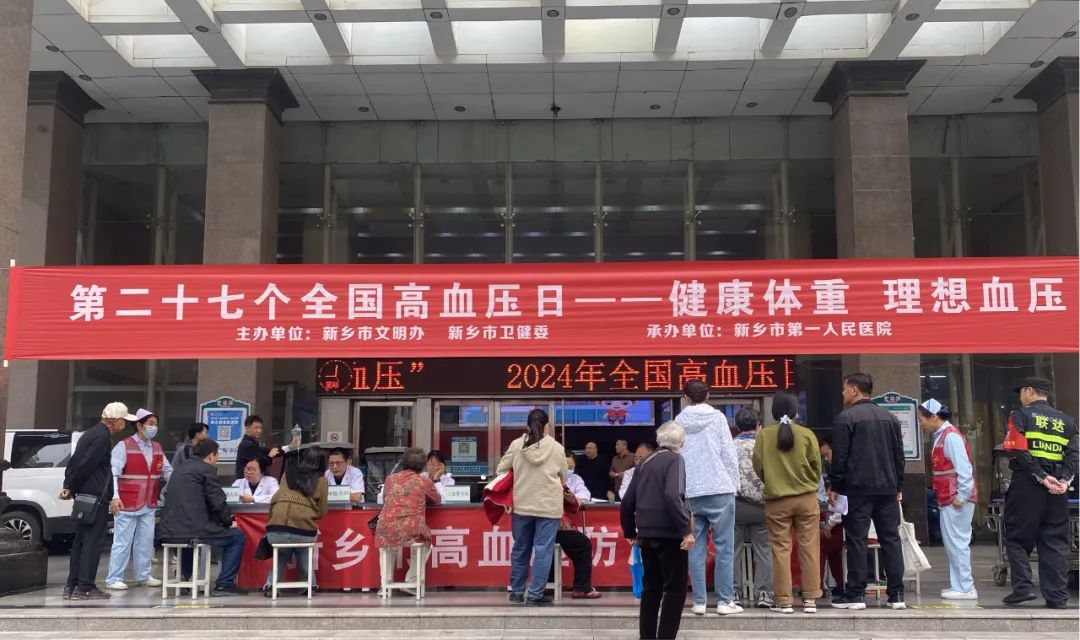 第二十七个全国高血压日——健康体重 理想血压
主办单位：新乡市文明办 新乡市卫健委 承办单位：新乡市第一人民医院
血压” 2024年全国高血压日
乡市高血 防
联达
LIANDA